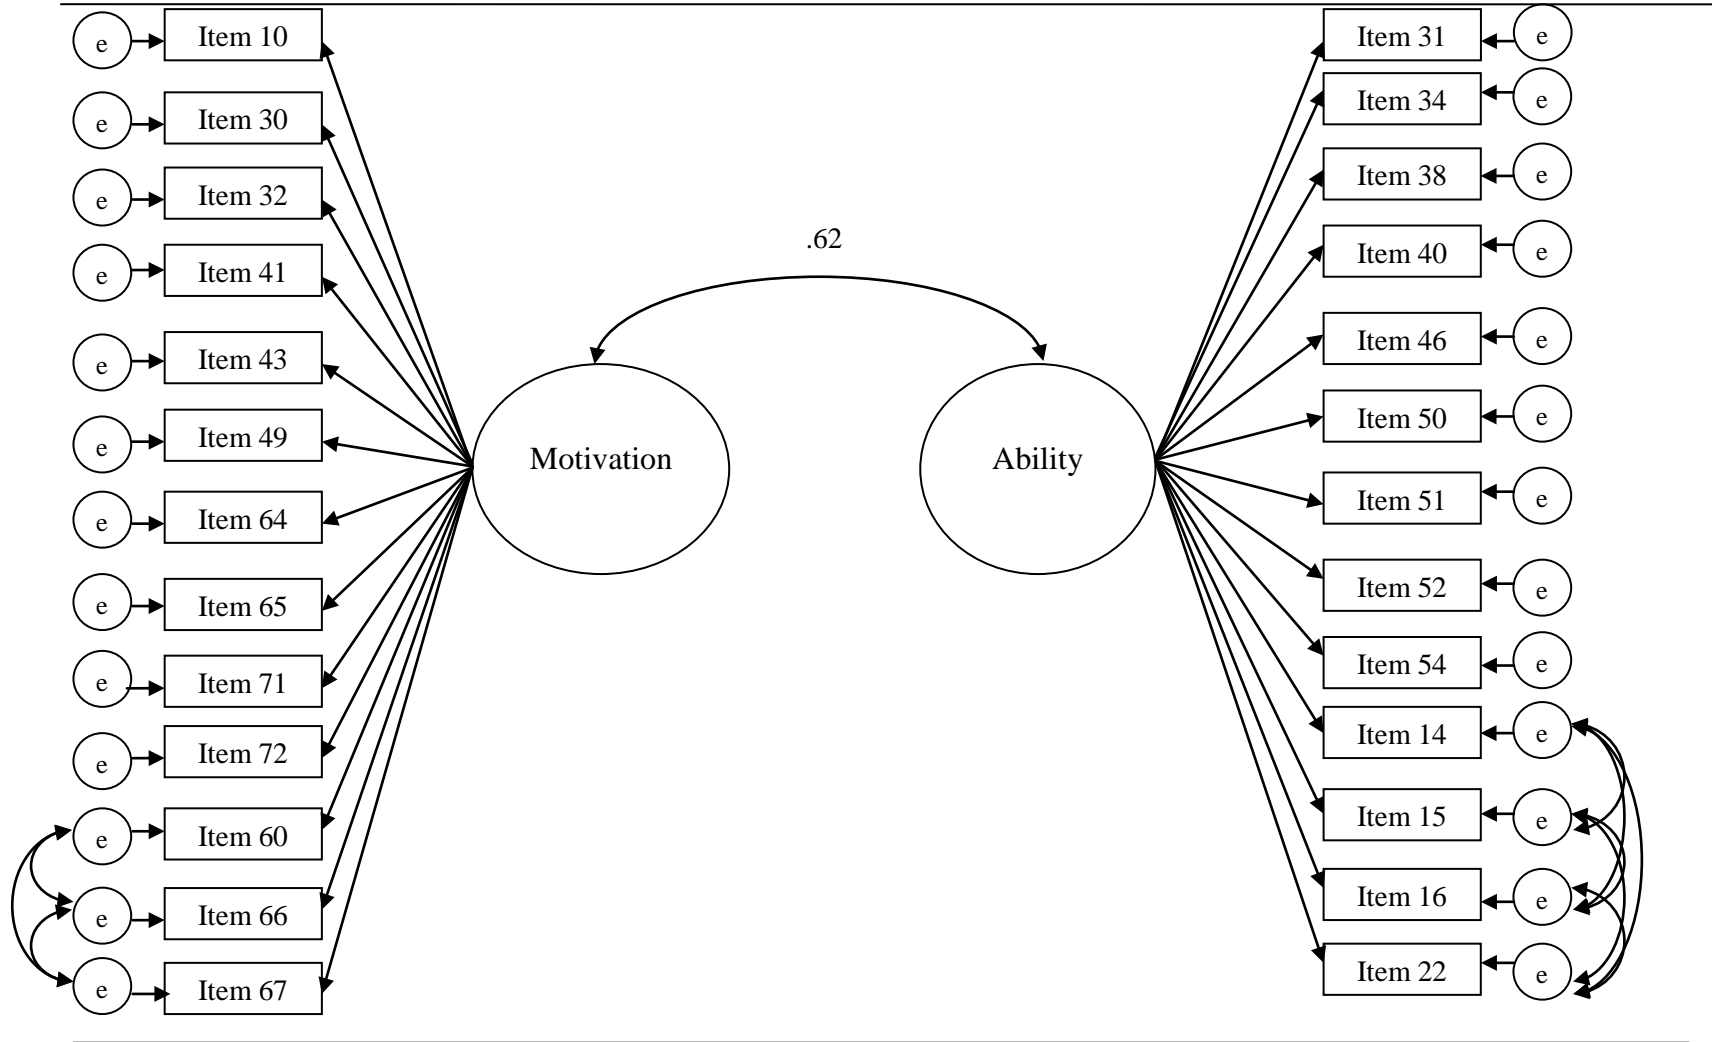 e Item 10
e Item 30
e Item 32
e Item 41
e Item 43
e Item 49
e Item 64
e Item 65
e Item 71
e Item 72
e Item 60
e Item 66
e Item 67
.62
Motivation
Ability
Item 31 e
Item 34 e
Item 38 e
Item 40 e
Item 46 e
Item 50 e
Item 51 e
Item 52 e
Item 54 e
Item 14 e
Item 15 e
Item 16 e
Item 22 e